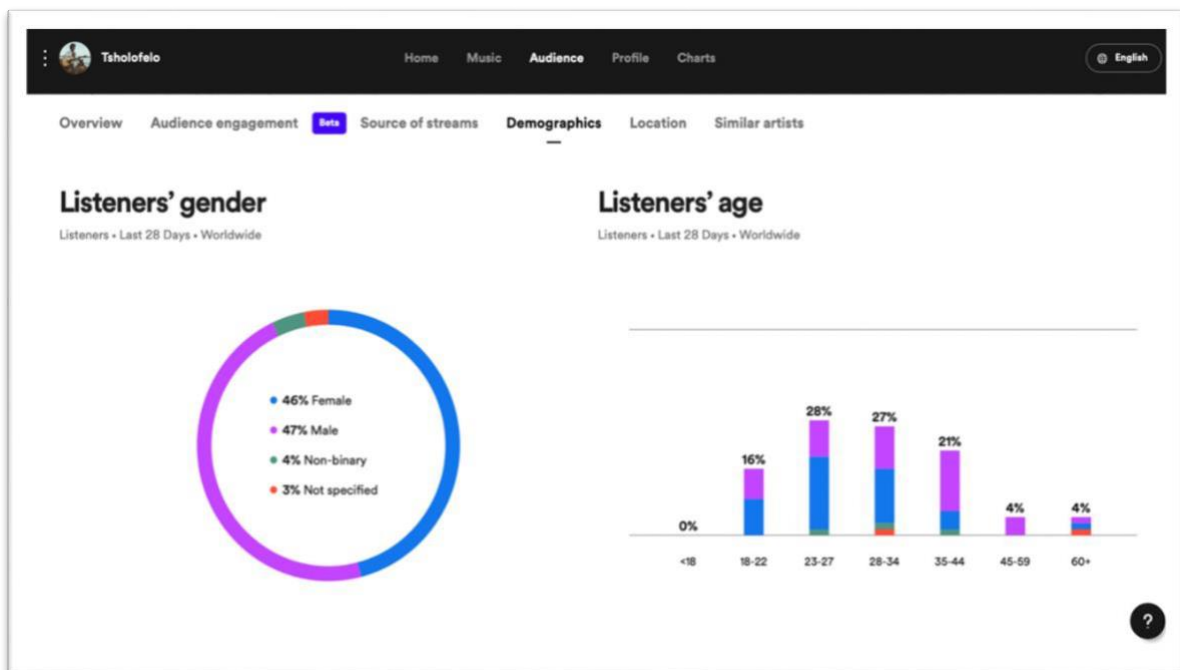 Tsholofelo
Home Music Audience Profile Charts
English
Overview Audience engagement Beta Source of streams Demographics Location Similar artists
Listeners’ gender
Listeners • Last 28 Days • Worldwide
46% Female
47% Male
4% Non-binary
3% Not specified
Listeners’ age
Listeners • Last 28 Days • Worldwide
0% 16% 28% 27% 21% 4% 4%
<18 18-22 23-27 28-34 35-44 45-59 60+
?